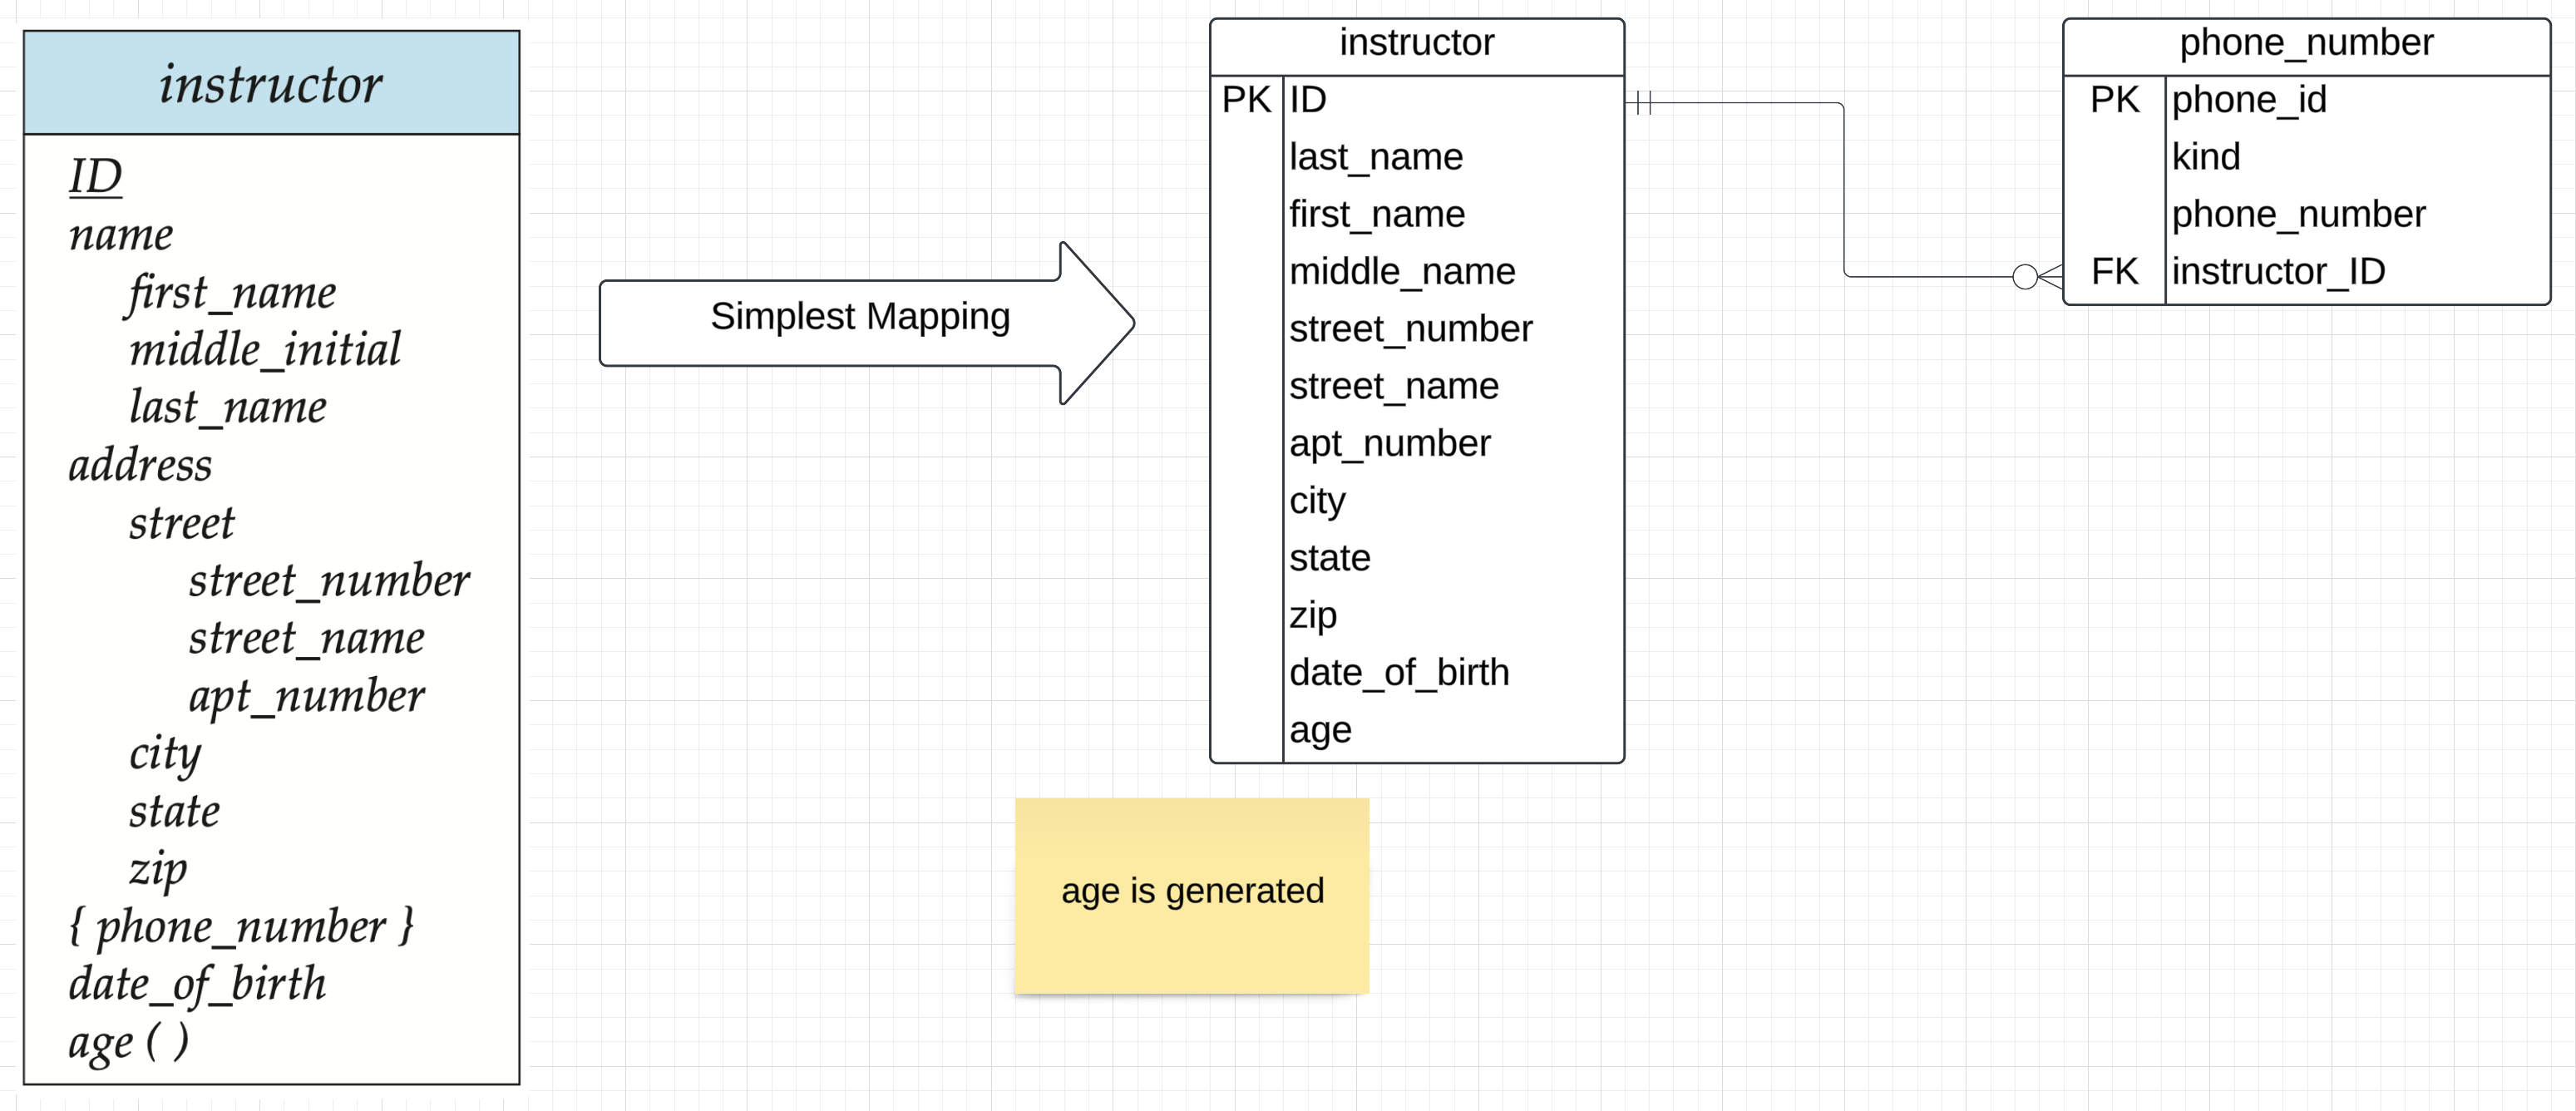 instructor
ID
name
first_name
middle_initial
last_name
address
street
street_number
street_name
apt_number
city
state
zip
{ phone_number }
date_of_birth
age ( )
Simplest Mapping
instructor
PK ID
last_name
first_name
middle_name
street_number
street_name
apt_number
city
state
zip
date_of_birth
age
age is generated
phone_number
PK phone_id
kind
phone_number
FK instructor_ID